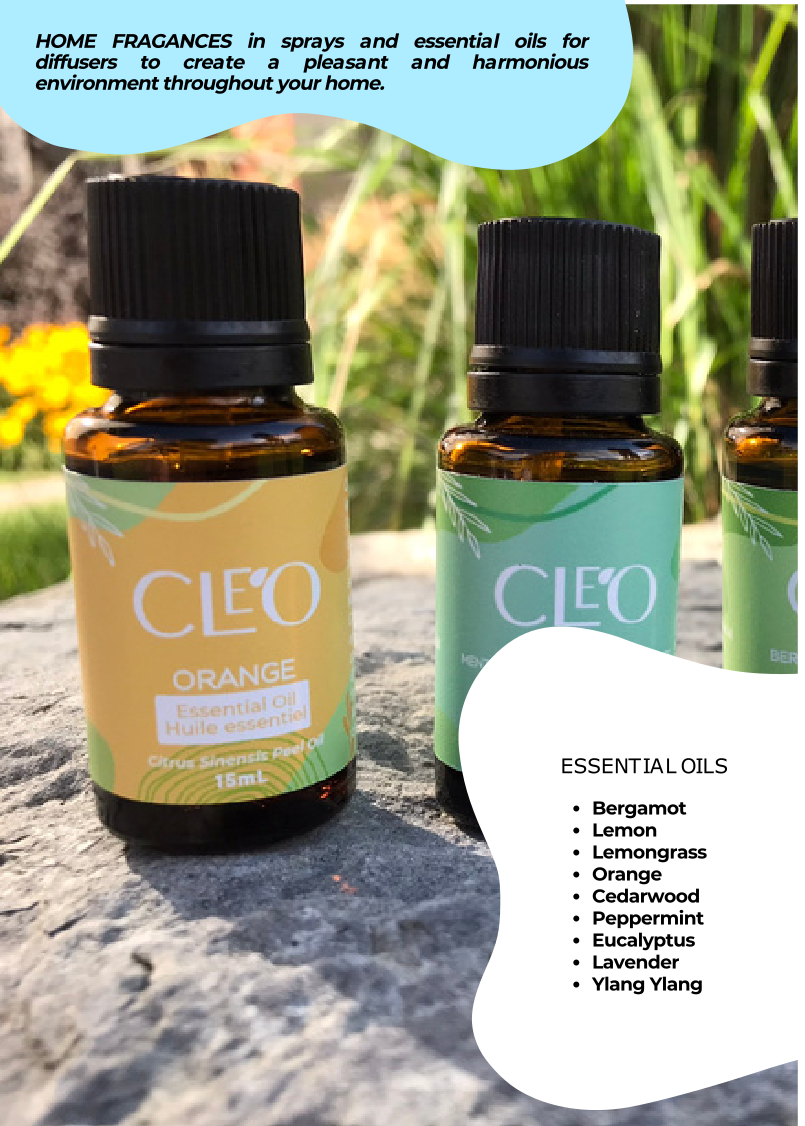 HOME FRAGANCES in sprays and essential oils for
diffusers to create a pleasant and harmonious
environment throughout your home.
CLEO
ORANGE
Essential Oil
Huile essentiel
Citrus Sinensis Peel Oil
15mL
CLEO
ESSENTIAL OILS
• Bergamot
• Lemon
• Lemongrass
• Orange
• Cedarwood
• Peppermint
• Eucalyptus
• Lavender
• Ylang Ylang